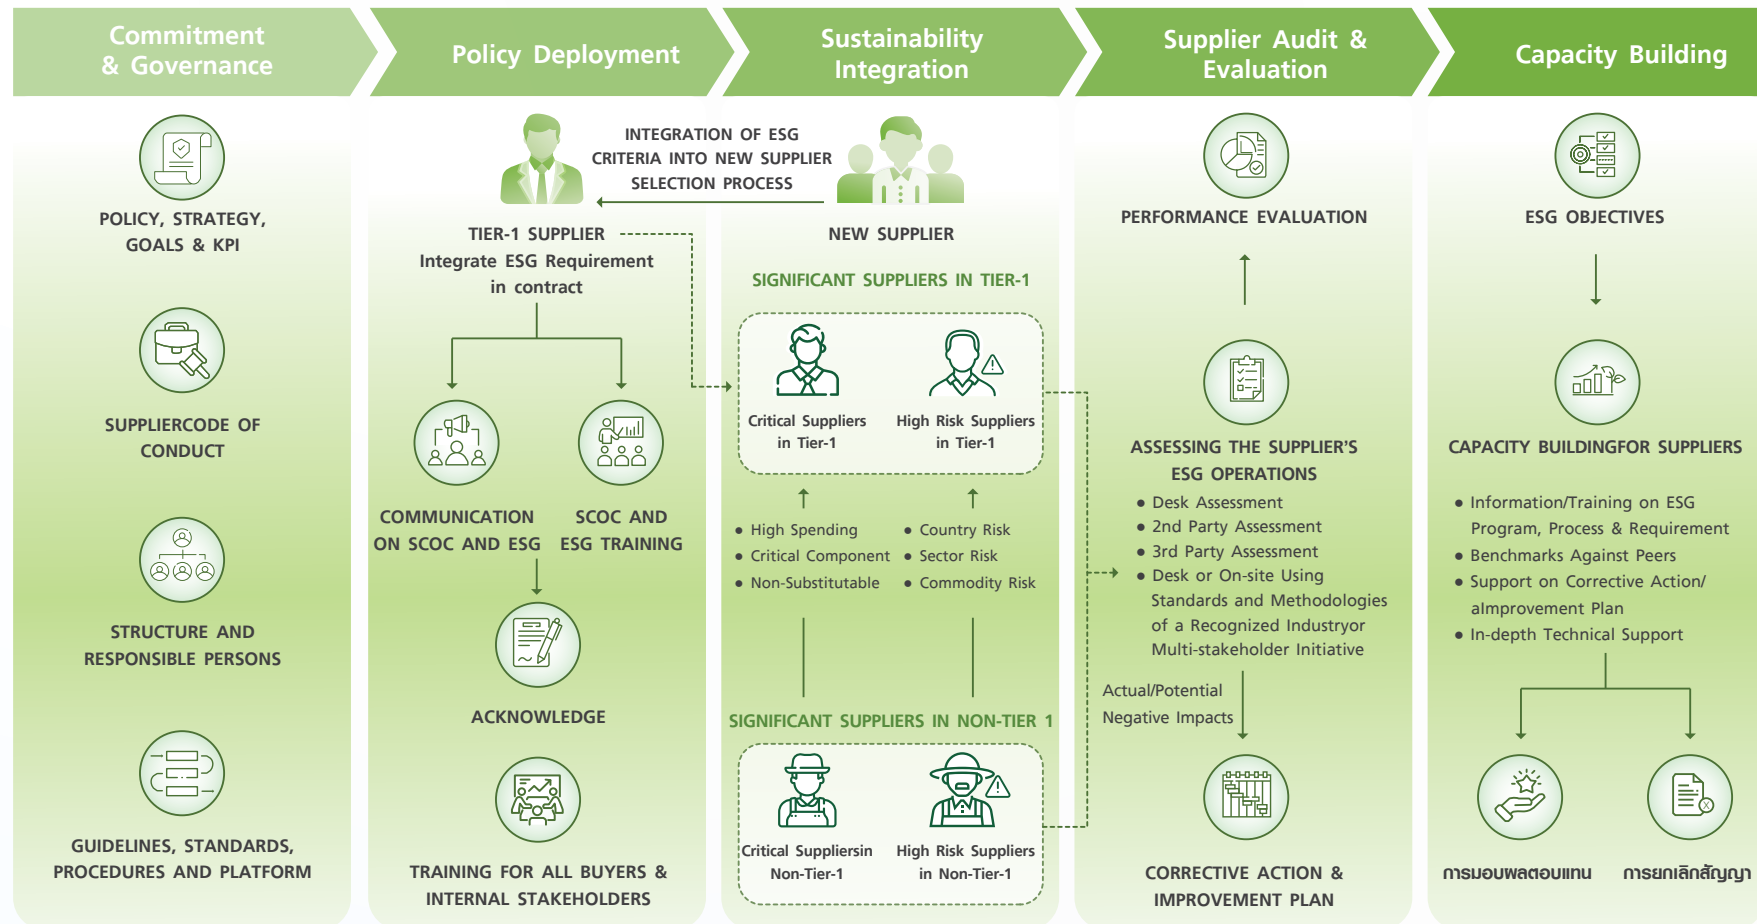 Commitment
& Governance
Policy Deployment
Sustainability
Integration
Supplier Audit &
Evaluation
Capacity Building
POLICY, STRATEGY,
GOALS & KPI
SUPPLIERCODE OF
CONDUCT
STRUCTURE AND
RESPONSIBLE PERSONS
GUIDELINES, STANDARDS,
PROCEDURES AND PLATFORM
INTEGRATION OF ESG
CRITERIA INTO NEW SUPPLIER
SELECTION PROCESS
TIER-1 SUPPLIER
Integrate ESG Requirement
in contract
COMMUNICATION
ON SCOC AND ESG
SCOC AND
ESG TRAINING
ACKNOWLEDGE
TRAINING FOR ALL BUYERS &
INTERNAL STAKEHOLDERS
NEW SUPPLIER
SIGNIFICANT SUPPLIERS IN TIER-1
Critical Suppliers
in Tier-1
High Risk Suppliers
in Tier-1
• High Spending
• Critical Component
• Non-Substitutable
• Country Risk
• Sector Risk
• Commodity Risk
SIGNIFICANT SUPPLIERS IN NON-TIER 1
Critical Suppliersin
Non-Tier-1
High Risk Suppliers
in Non-Tier-1
PERFORMANCE EVALUATION
ASSESSING THE SUPPLIER'S
ESG OPERATIONS
• Desk Assessment
• 2nd Party Assessment
• 3rd Party Assessment
• Desk or On-site Using
Standards and Methodologies
of a Recognized Industryor
Multi-stakeholder Initiative
Actual/Potential
Negative Impacts
CORRECTIVE ACTION &
IMPROVEMENT PLAN
ESG OBJECTIVES
CAPACITY BUILDINGFOR SUPPLIERS
• Information/Training on ESG
Program, Process & Requirement
• Benchmarks Against Peers
• Support on Corrective Action/
aImprovement Plan
• In-depth Technical Support
การมอบผลตอบแทน
การยกเลิกสัญญา